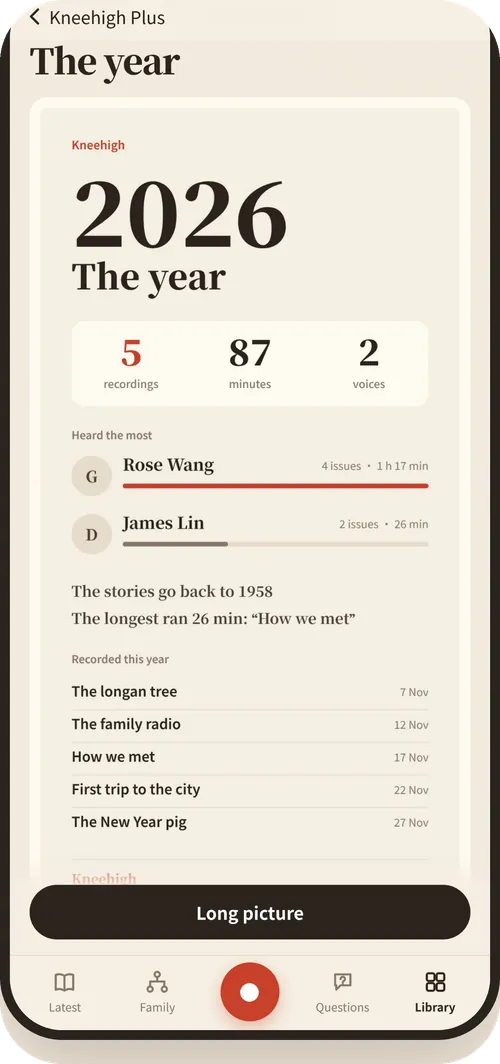 Kneehigh Plus
The year
Kneehigh
2026
The year
5 87 2
recordings minutes voices
Heard the most
G Rose Wang 4 issues • 1 h 17 min
D James Lin 2 issues • 26 min
The stories go back to 1958
The longest ran 26 min: “How we met”
Recorded this year
The longan tree 7 Nov
The family radio 12 Nov
How we met 17 Nov
First trip to the city 22 Nov
The New Year pig 27 Nov
Kneehigh
Long picture
Latest Family Questions Library